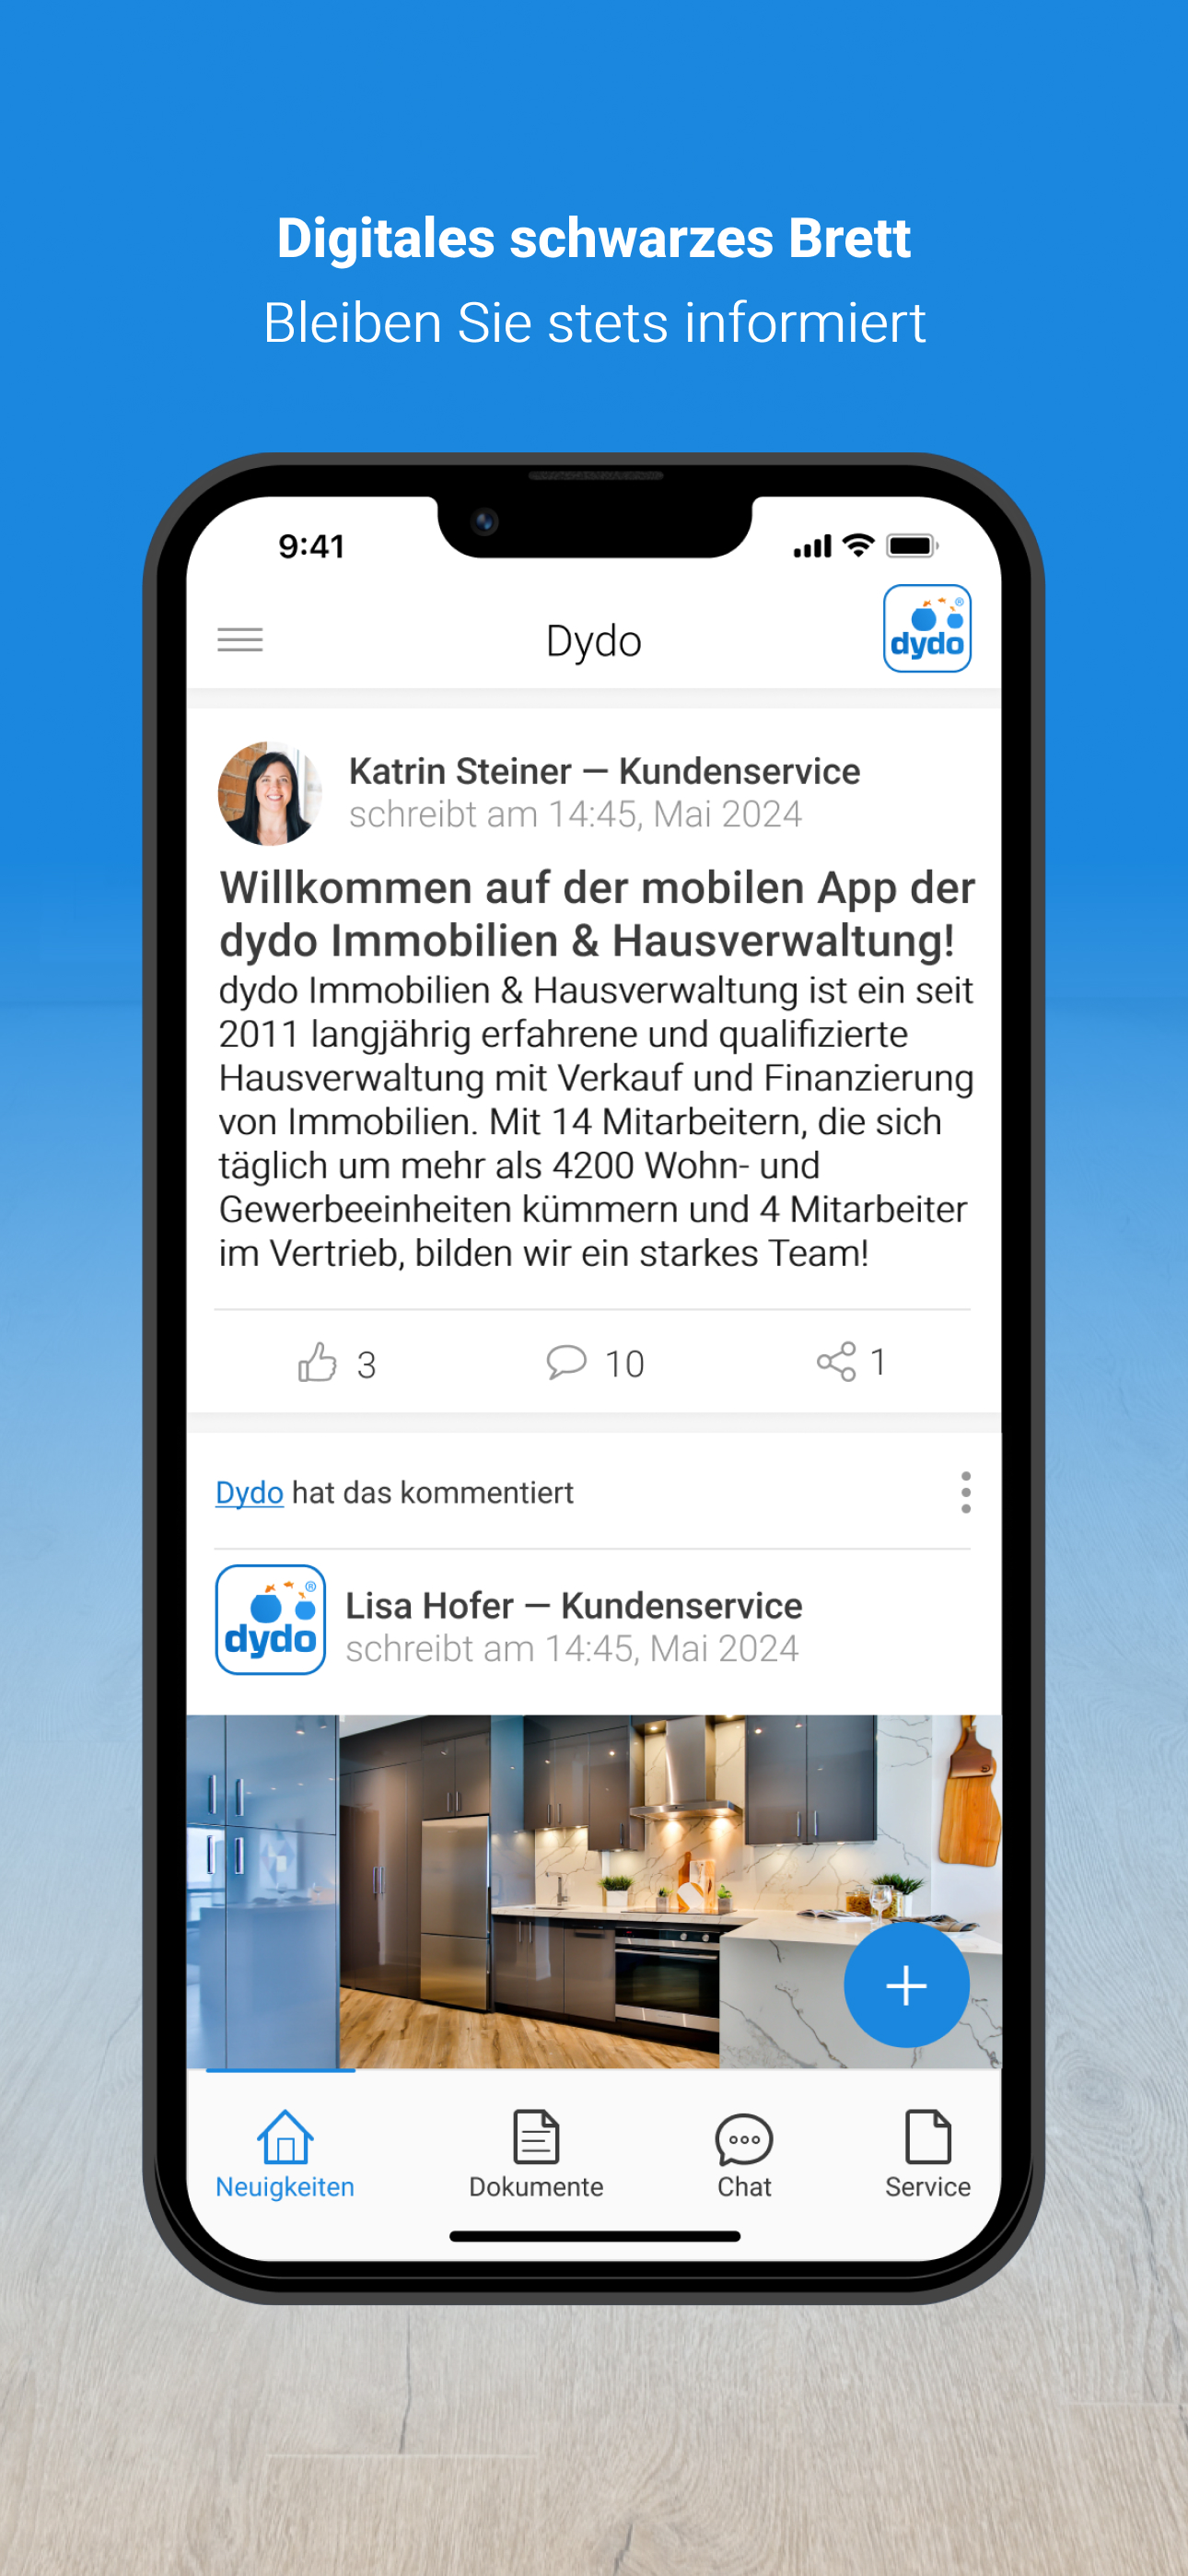 Digitales schwarzes Brett
Bleiben Sie stets informiert
9:41
Dydo
dydo
Katrin Steiner — Kundenservice
schreibt am 14:45, Mai 2024
Willkommen auf der mobilen App der
dydo Immobilien & Hausverwaltung!
dydo Immobilien & Hausverwaltung ist ein seit
2011 langjährig erfahrene und qualifizierte
Hausverwaltung mit Verkauf und Finanzierung
von Immobilien. Mit 14 Mitarbeitern, die sich
täglich um mehr als 4200 Wohn- und
Gewerbeeinheiten kümmern und 4 Mitarbeiter
im Vertrieb, bilden wir ein starkes Team!
3 10 1
Dydo hat das kommentiert
dydo
Lisa Hofer — Kundenservice
schreibt am 14:45, Mai 2024
Neuigkeiten Dokumente Chat Service